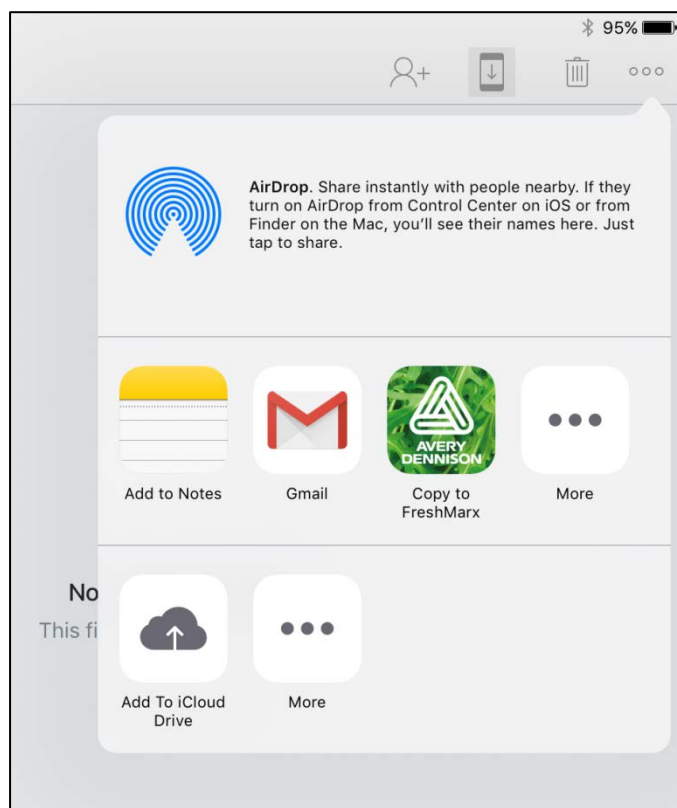 95%
AirDrop. Share instantly with people nearby. If they
turn on AirDrop from Control Center on iOS or from
Finder on the Mac, you'll see their names here. Just
tap to share.
AVERY
DENNISON
Add to Notes
Gmail
Copy to
FreshMarx
More
No
This fi
Add To iCloud
Drive
More